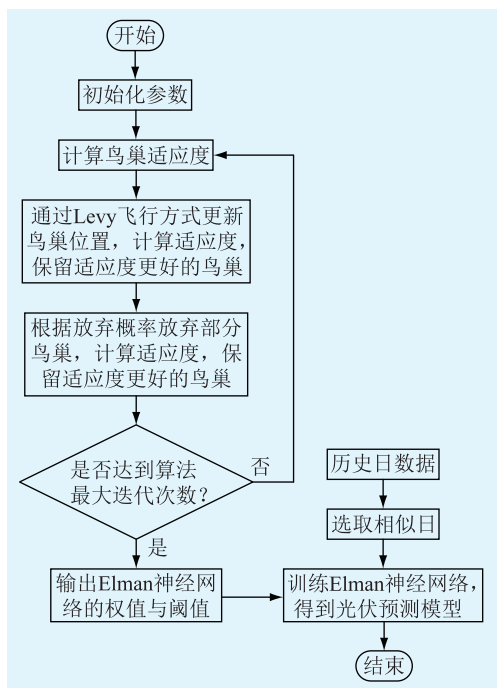 开始
初始化参数
计算鸟巢适应度
通过Levy飞行方式更新
鸟巢位置，计算适应度，
保留适应度更好的鸟巢
根据放弃概率放弃部分
鸟巢，计算适应度，保
留适应度更好的鸟巢
是否达到算法
最大迭代次数？
否
是
输出Elman神经网
络的权值与阈值
历史日数据
选取相似日
训练Elman神经网络，
得到光伏预测模型
结束